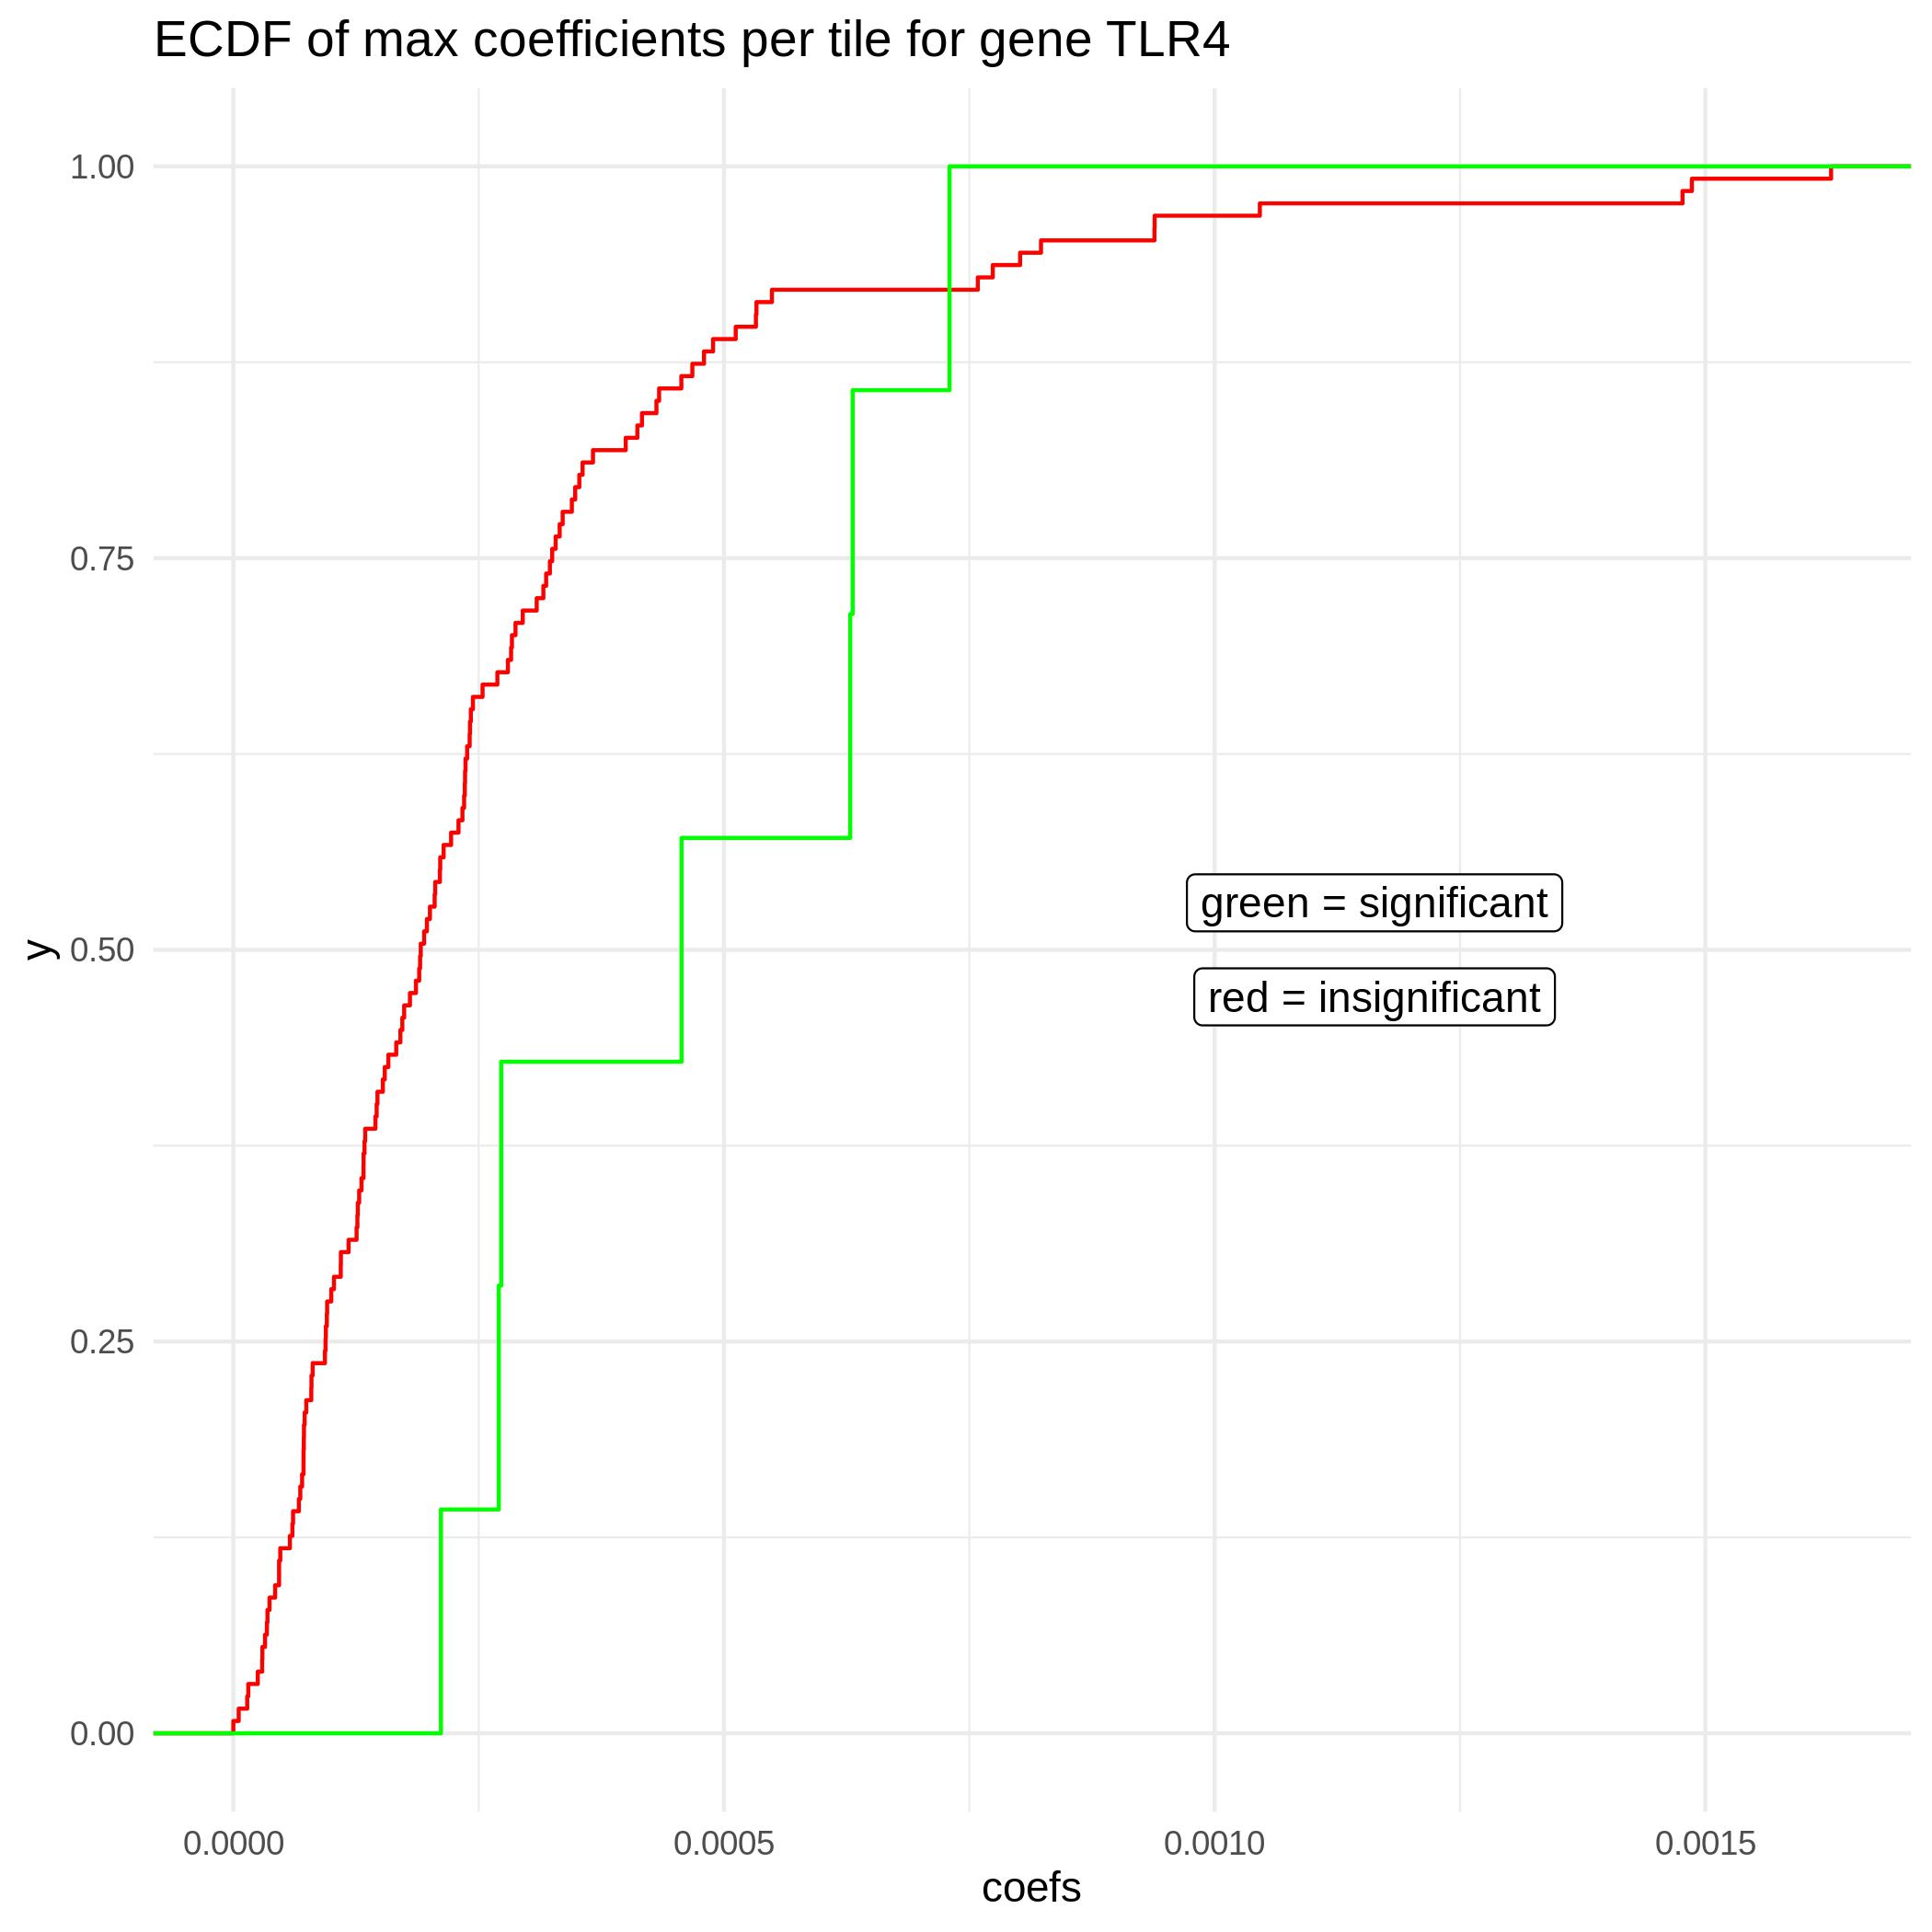 ECDF of max coefficients per tile for gene TLR4
1.00
0.75
0.50
0.25
0.00
y
green = significant
red = insignificant
0.0000 0.0005 0.0010 0.0015
coefs